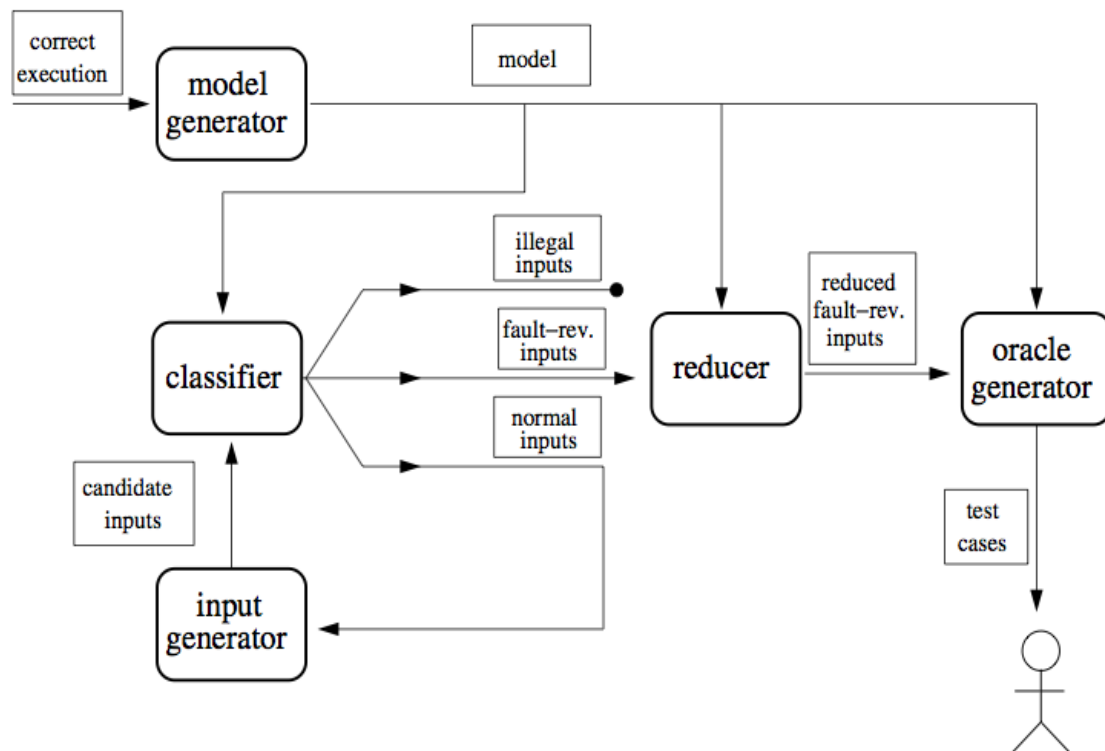 correct
execution
model
generator
model
illegal
inputs
fault-rev.
inputs
normal
inputs
classifier
reducer
reduced
fault-rev.
inputs
oracle
generator
candidate
inputs
input
generator
test
cases